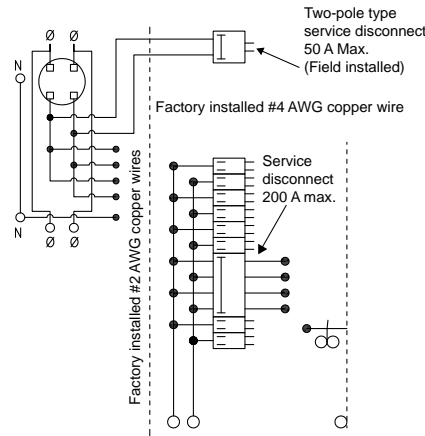 Ø Ø
Two-pole type
service disconnect
50 A Max.
(Field installed)
N
Factory installed #4 AWG copper wire
Service
disconnect
200 A max.
Factory installed #2 AWG copper wires
N
Ø Ø